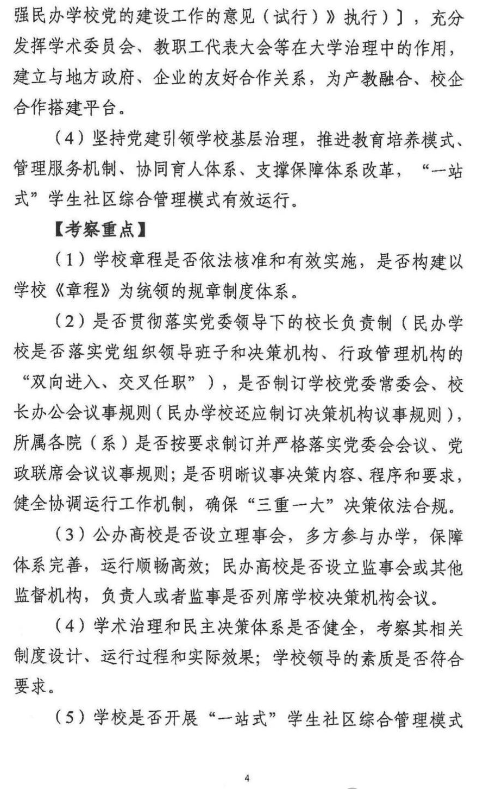 强民办学校党的建设工作的意见（试行）》执行）］，充分
发挥学术委员会、教职工代表大会等在大学治理中的作用，
建立与地方政府、企业的友好合作关系，为产教融合、校企
合作搭建平台。
（4）坚持党建引领学校基层治理，推进教育培养模式、
管理服务机制、协同育人体系、支撑保障体系改革，“一站
式”学生社区综合管理模式有效运行。
【考察重点】
（1）学校章程是否依法核准和有效实施，是否构建以
学校《章程》为统领的规章制度体系。
（2）是否贯彻落实党委领导下的校长负责制（民办学
校是否落实党组织领导班子和决策机构、行政管理机构的
“双向进入、交叉任职”），是否制订学校党委常委会、校
长办公会议事规则（民办学校还应制订决策机构议事规则），
所属各院（系）是否按要求制订并严格落实党委会会议、党
政联席会议议事规则；是否明晰议事决策内容、程序和要求，
健全协调运行工作机制，确保“三重一大”决策依法合规。
（3）公办高校是否设立理事会，多方参与办学，保障
体系完善，运行顺畅高效；民办高校是否设立监事会或其他
监督机构，负责人或者监事是否列席学校决策机构会议。
（4）学术治理和民主决策体系是否健全，考察其相关
制度设计、运行过程和实际效果；学校领导的素质是否符合
要求。
（5）学校是否开展“一站式”学生社区综合管理模式
4